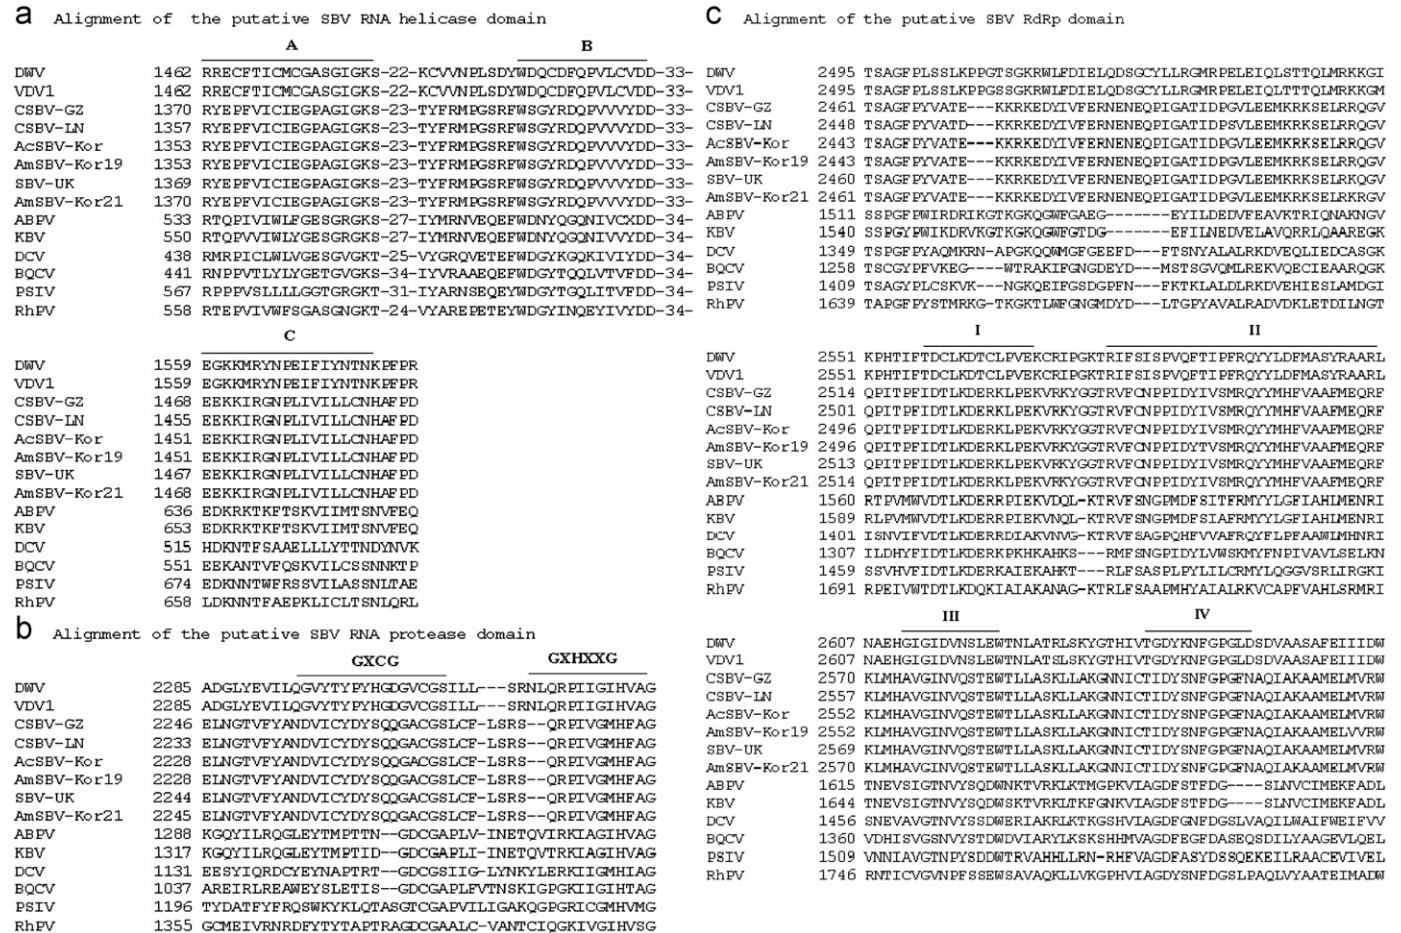 a Alignment of the putative SBV RNA helicase domain
A B
DWV 1462 RRECFTICMCGASGIGKS-22-KCVVNPLSDYWDQCDFQPVLCVDD-33-
VDV1 1462 RRECFTICMCGASGIGKS-22-KCVVNPLSDYWDQCDFQPVLCVDD-33-
CSBV-GZ 1370 RYEPFVICIEGPAGIGKS-23-TYFRMPGSRFWSGYRDQPVVVYDD-33-
CSBV-LN 1357 RYEPFVICIEGPAGIGKS-23-TYFRMPGSRFWSGYRDQPVVVYDD-33-
AcSBV-Kor 1353 RYEPFVICIEGPAGIGKS-23-TYFRMPGSRFWSGYRDQPVVVYDD-33-
AmSBV-Kor19 1353 RYEPFVICIEGPAGIGKS-23-TYFRMPGSRFWSGYRDQPVVVYDD-33-
SBV-UK 1369 RYEPFVICIEGPAGIGKS-23-TYFRMPGSRFWSGYRDQPVVVYDD-33-
AmSBV-Kor21 1370 RYEPFVICIEGPAGIGKS-23-TYFRMPGSRFWSGYRDQPVVVYDD-33-
ABPV 533 RTQPIVIWLFGESGRGKS-27-IYMRNVEQEFWDNYQGQNIVCXDD-34-
KBV 550 RTQPVVIWLYGESGRGKS-27-IYMRNVEQEFWDNYQGQNIVVYDD-34-
DCV 438 RMRPICLWLVGESGVGKT-25-VYGRQVETEFWDGYKGQKIVIYDD-34-
BQCV 441 RNPPVTLYLYGETGVGKS-34-IYVRAAEQEFWDGYTQQLVTVFDD-34-
PSIV 567 RPPPVSLLLLGGTGRGKT-31-IYARNSEQEYWDGYTGQLITVFDD-34-
RhPV 558 RTEPVIVWFSGASGNGKT-24-VYAREPETEYWDGYINQEYIVYDD-34-
C
DWV 1559 EGKKMRYNPEIFIYNTNKPFPR
VDV1 1559 EGKKMRYNPEIFIYNTNKPFPR
CSBV-GZ 1468 EEKKIRGNPLIVILLCNHAFPD
CSBV-LN 1455 EEKKIRGNPLIVILLCNHAFPD
AcSBV-Kor 1451 EEKKIRGNPLIVILLCNHAFPD
AmSBV-Kor19 1451 EEKKIRGNPLIVILLCNHAFPD
SBV-UK 1467 EEKKIRGNPLIVILLCNHAFPD
AmSBV-Kor21 1468 EEKKIRGNPLIVILLCNHAFPD
ABPV 636 EDKRKTKFTSKVIIMTSNVFEQ
KBV 653 EDKRKTKFTSKVIIMTSNVFEQ
DCV 515 HDKNTFSAAELLLYTTNDYNVK
BQCV 551 EEKANTVFQSKVILCSSNNKTP
PSIV 674 EDKNNTWFRSSVILASSNLTAE
RhPV 658 LDKNNTFAEPKLICLTSNLQRL
b Alignment of the putative SBV RNA protease domain
GXCG GXHXXG
DWV 2285 ADGLYEVILQGVYTYPYHGDGVCGSILL---SRNLQRPIIGIHVAG
VDV1 2285 ADGLYEVILQGVYTYPYHGDGVCGSILL---SRNLQRPIIGIHVAG
CSBV-GZ 2246 ELNGTVFYANDVICYDYSQQGACGSLCF-LSRS--QRPIVGMHFAG
CSBV-LN 2233 ELNGTVFYANDVICYDYSQQGACGSLCF-LSRS--QRPIVGMHFAG
AcSBV-Kor 2228 ELNGTVFYANDVICYDYSQQGACGSLCF-LSRS--QRPIVGMHFAG
AmSBV-Kor19 2228 ELNGTVFYANDVICYDYSQQGACGSLCF-LSRS--QRPIVGMHFAG
SBV-UK 2244 ELNGTVFYANDVICYDYSQQGACGSLCF-LSRS--QRPIVGMHFAG
AmSBV-Kor21 2245 ELNGTVFYANDVICYDYSQQGACGSLCF-LSRS--QRPIVGMHFAG
ABPV 1288 KGQYILRQGLEYTMPTTN--GDCGAPLV-INETQVIRKIAGIHVAG
KBV 1317 KGQYILRQGLEYTMPTID--GDCGAPLI-INETQVTRKIAGIHVAG
DCV 1131 EESYIQRDCYEYNAPTRT--GDCGSIIG-LYNKYLERKIIGMHIAG
BQCV 1037 AREIRLREAWEYSLETIS--GDCGAPLFVTNSKIGPGKIIGIHTAG
PSIV 1196 TYDATFYFRQSWKYKLQTASGTCGAPVILIGAKQGPGRICGMHVMG
RhPV 1355 GCMEIVRNRDFYTYTAPTRAGDCGAALC-VANTCIQGKIVGIHVSG
c Alignment of the putative SBV RdRp domain
DWV 2495 TSAGFPLSSLKPPGTSGKRWLFDIELQDSGCYLLRGMRPELEIQLSTTQLMRKKGI
VDV1 2495 TSAGFPLSSLKPPGSSGKRWLFDIELQDSGCYLLRGMRPELEIQLTTTQLMRKKGM
CSBV-GZ 2461 TSAGFPYVATE---KKRKEDYIVFERNENEQPIGATIDPGVLEEMKRKSELRRQGV
CSBV-LN 2448 TSAGFPYVATD---KKRKEDYIVFERNENEQPIGATIDPSVLEEMKRKSELRRQGV
AcSBV-Kor 2443 TSAGFPYVATE---KKRKEDYIVFERNENEQPIGATIDPGVLEEMKRKSELRRQGV
AmSBV-Kor19 2443 TSAGFPYVATE---KKRKEDYIVFERNENEQPIGATIDPGVLEEMKRKSELRRQGV
SBV-UK 2460 TSAGFPYVATE---KKRKEDYIVFERNENEQPIGATIDPGVLEEMKRKSELRRQGV
AmSBV-Kor21 2461 TSAGFPYVATE---KKRKEDYIVFERNENEQPIGATIDPGVLEEMKRKSELRRQGV
ABPV 1511 SSPGFPWIRDRIKGTKGKQGWFGAEG-------EYILDEDVFEAVKTRIQNAKNGV
KBV 1540 SSPGYPWIKDRVKGTKGKQGWFGTDG-------EFILNEDVELAVQRRLQAAREGK
DCV 1349 TSPGFPYAQMKRN-APGKQQWMGFGEEFD----FTSNYALALRKDVEQLIEDCASGK
BQCV 1258 TSCGYPFVKEG----WTRAKIFGNGDEYD---MSTSGVQMLREKVQECIEAARQGK
PSIV 1409 TSAGYPLCSKVK---NGKQEIFGSDGPFN---FKTKLALDLRKDVEHIESLAMDGI
RhPV 1639 TAPGFPYSTMRKG-TKGKTLWFGNGMDYD---LTGPYAVALRADVDKLETDILNGT
I II
DWV 2551 KPHTIFTDCLKDTCLPVEKCRIPGKTRIFSISPVQFTIPFRQYYLDFMASYRAARL
VDV1 2551 KPHTIFTDCLKDTCLPVEKCRIPGKTRIFSISPVQFTIPFRQYYLDFMASYRAARL
CSBV-GZ 2514 QPITPFIDTLKDERKLPEKVRKYGGTRVFCNPPIDYIVSMRQYYMHFVAAFMEQRF
CSBV-LN 2501 QPITPFIDTLKDERKLPEKVRKYGGTRVFCNPPIDYIVSMRQYYMHFVAAFMEQRF
AcSBV-Kor 2496 QPITPFIDTLKDERKLPEKVRKYGGTRVFCNPPIDYIVSMRQYYMHFVAAFMEQRF
AmSBV-Kor19 2496 QPITPFIDTLKDERKLPEKVRKYGGTRVFCNPPIDYTVSMRQYYMHFVAAFMEQRF
SBV-UK 2513 QPITPFIDTLKDERKLPEKVRKYGGTRVFCNPPIDYIVSMRQYYMHFVAAFMEQRF
AmSBV-Kor21 2514 QPITPFIDTLKDERKLPEKVRKYGGTRVFCNPPIDYIVSMRQYYMHFVAAFMEQRF
ABPV 1560 RTPVMWVDTLKDERRPIEKVDQL-KTRVFSNGPMDFSITFRMYYLGFIAHLMENRI
KBV 1589 RLPVMWVDTLKDERRPIEKVNQL-KTRVFSNGPMDFSIAFRMYYLGFIAHLMENRI
DCV 1401 ISNVIFVDTLKDERRDIAKVNVG-KTRVFSAGPQHFVVAFRQYFLPFAAWLMHNRI
BQCV 1307 ILDHYFIDTLKDERKPKHKAHKS---RMFSNGPIDYLVWSKMYFNPIVAVLSELKN
PSIV 1459 SSVHVFIDTLKDERKAIEKAHKT---RLFSASPLPYLILCRMYLQGGVSRLIRGKI
RhPV 1691 RPEIVWTDTLKDQKIAIAKANAG-KTRLFSAAPMHYAIALRKVCAPFVAHLSRMRI
III IV
DWV 2607 NAEHGIGIDVNSLEWTNLATRLSKYGTHIVTGDYKNFGPGLDSDVAASAFEIIIDW
VDV1 2607 NAEHGIGIDVNSLEWTNLATSLSKYGTHIVTGDYKNFGPGLDSDVAASAFEIIIDW
CSBV-GZ 2570 KLMHAVGINVQSTEWTLLASKLLAKGNNICTIDYSNFGPGFNAQIAKAAMELMVRW
CSBV-LN 2557 KLMHAVGINVQSTEWTLLASKLLAKGNNICTIDYSNFGPGFNAQIAKAAMELMVRW
AcSBV-Kor 2552 KLMHAVGINVQSTEWTLLASKLLAKGNNICTIDYSNFGPGFNAQIAKAAMELMVRW
AmSBV-Kor19 2552 KLMHAVGINVQSTEWTLLASKLLAKGNNICTIDYSNFGPGFNAQIAKAAMELVVRW
SBV-UK 2569 KLMHAVGINVQSTEWTLLASKLLAKGNNICTIDYSNFGPGFNAQIAKAAMELMVRW
AmSBV-Kor21 2570 KLMHAVGINVQSTEWTLLASKLLAKGNNICTIDYSNFGPGFNAQIAKAAMELMVRW
ABPV 1615 TNEVSIGTNVYSQDWNKTVRKLKTMGPKVIAGDFSTFDG----SLNVCIMEKFADL
KBV 1644 TNEVSIGTNVYSQDWSKTVRKLTKFGNKVIAGDFSTFDG----SLNVCIMEKFADL
DCV 1456 SNEVAVGTNVYSSDWERIAKRLKTKGSHVIAGDFGNFDGSLVAQILWAIFWEIFVV
BQCV 1360 VDHISVGSNVYSTDWDVIARYLKSKSHHMVAGDFEGFDASEQSDILYAAGEVLQEL
PSIV 1509 VNNIAVGTNPYSDDWTRVAHHLLRN-RHFVAGDFASYDSSQEKEILRAACEVIVEL
RhPV 1746 RNTICVGVNPFSSEWSAVAQKLLVKGPHVIAGDYSNFDGSLPAQLVYAATEIMADW